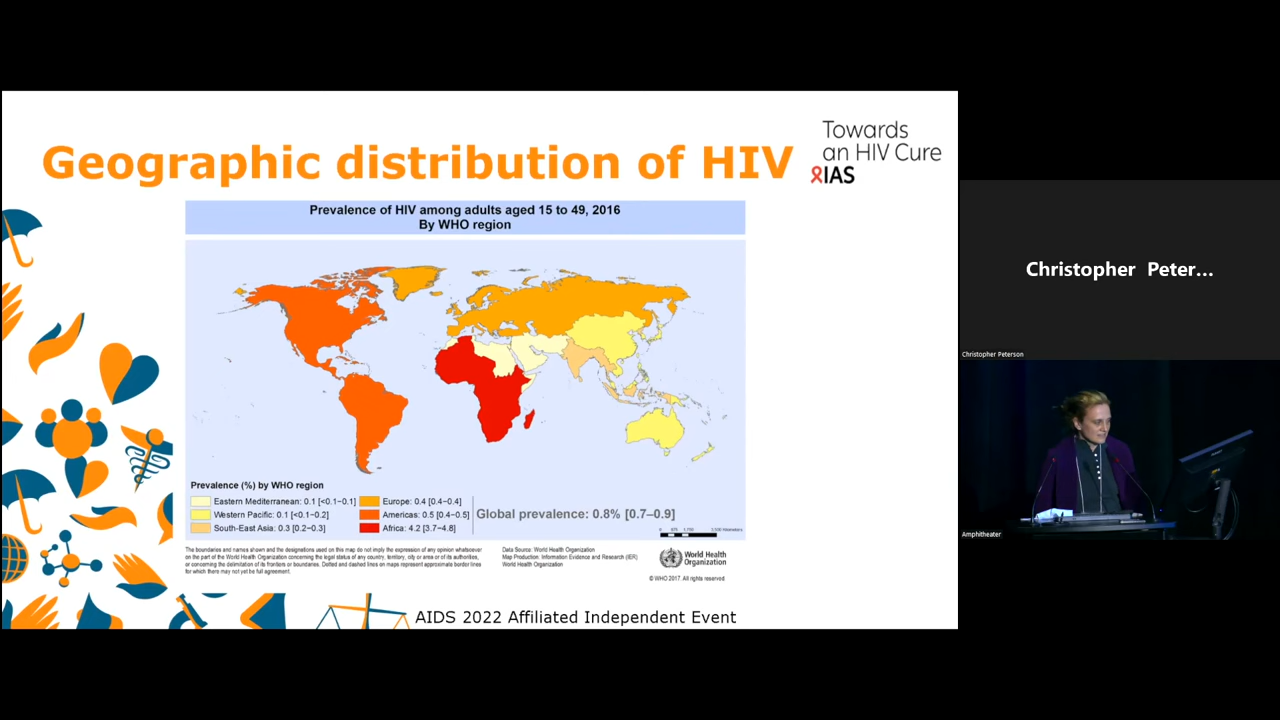 Geographic distribution of HIV
Towards
an HIV Cure
IAS
Prevalence of HIV among adults aged 15 to 49, 2016
By WHO region
Prevalence (%) by WHO region
Eastern Mediterranean: 0.1 [<0.1–0.1]
Western Pacific: 0.1 [<0.1–0.2]
South-East Asia: 0.3 [0.2–0.3]
Europe: 0.4 [0.4–0.4]
Americas: 0.5 [0.4–0.5]
Africa: 4.2 [3.7–4.8]
Global prevalence: 0.8% [0.7–0.9]
The boundaries and names shown and the designations used on this map do not imply the expression of any opinion whatsoever
on the part of the World Health Organization concerning the legal status of any country, territory, city or area or of its authorities,
or concerning the delimitation of its frontiers or boundaries. Dotted and dashed lines on maps represent approximate border lines
for which there may not yet be full agreement.
Data Source: World Health Organization
Map Production: Information Evidence and Research (IER)
World Health Organization
World Health
Organization
© WHO 2017. All rights reserved
AIDS 2022 Affiliated Independent Event
Christopher Peter...
Christopher Peterson
Amphitheater